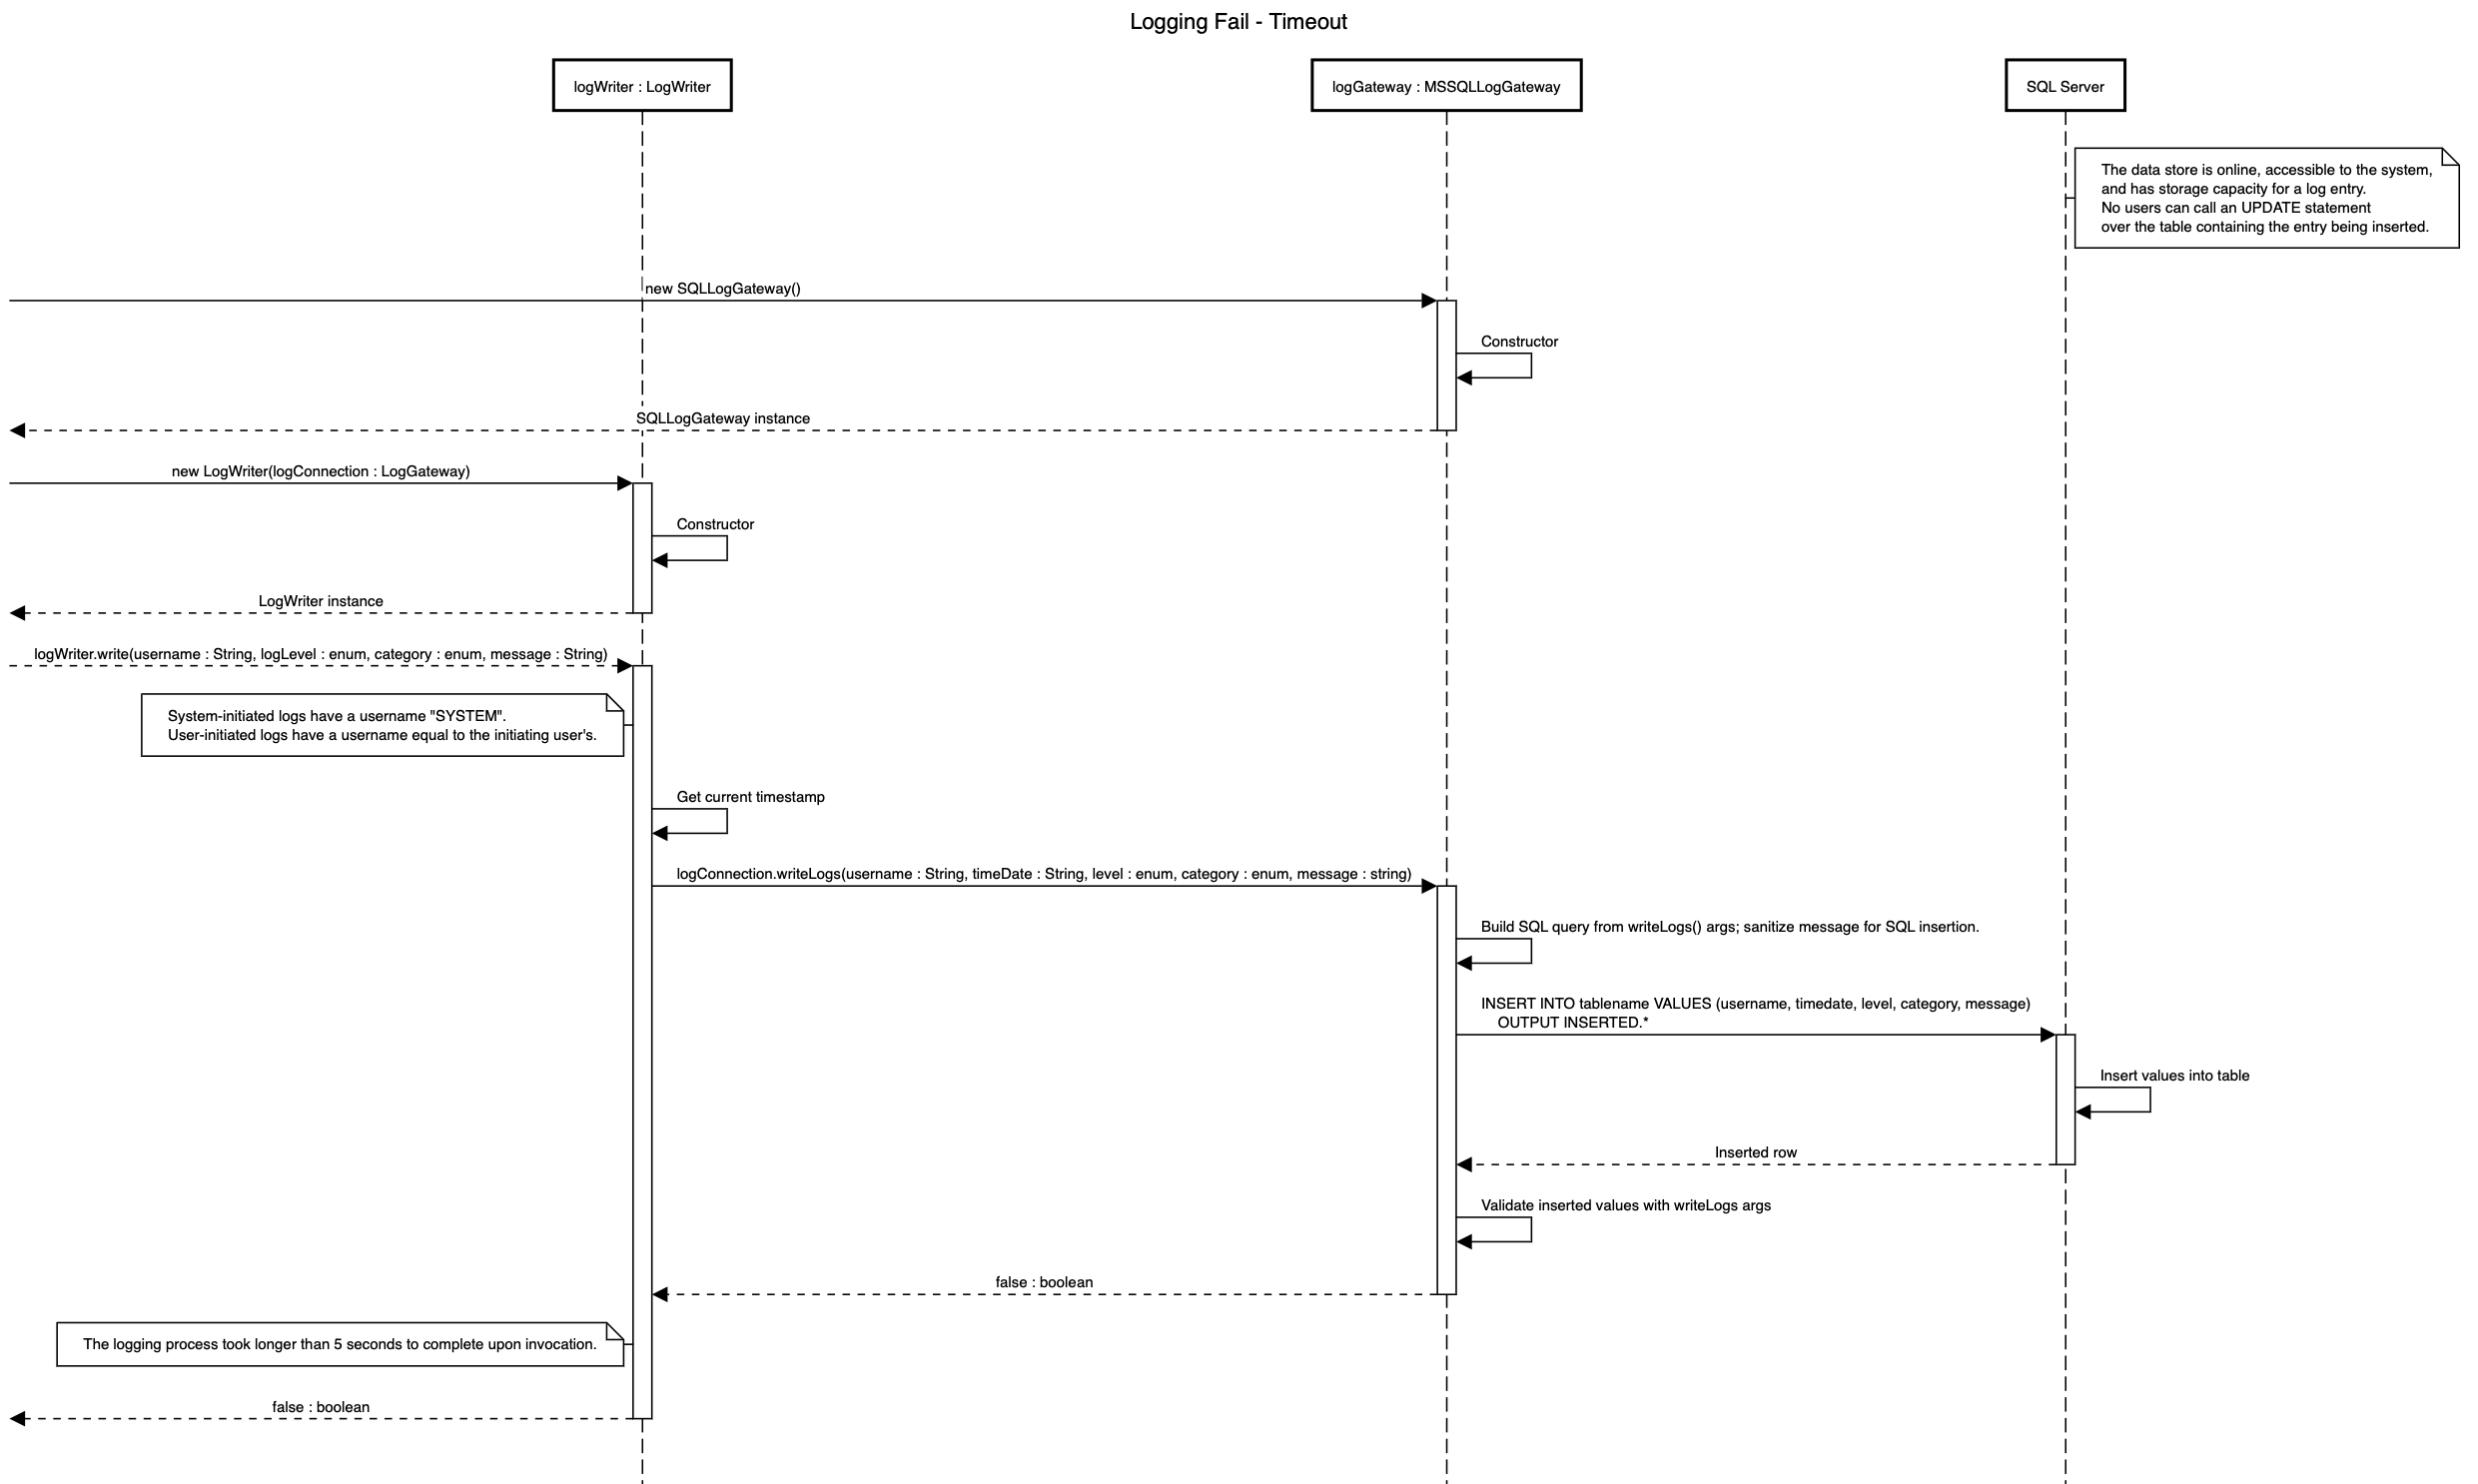 Logging Fail - Timeout
logWriter : LogWriter
logGateway : MSSQLLogGateway
SQL Server
The data store is online, accessible to the system,
and has storage capacity for a log entry.
No users can call an UPDATE statement
over the table containing the entry being inserted.
new SQLLogGateway()
Constructor
SQLLogGateway instance
new LogWriter(logConnection : LogGateway)
Constructor
LogWriter instance
logWriter.write(username : String, logLevel : enum, category : enum, message : String)
System-initiated logs have a username "SYSTEM".
User-initiated logs have a username equal to the initiating user's.
Get current timestamp
logConnection.writeLogs(username : String, timeDate : String, level : enum, category : enum, message : string)
Build SQL query from writeLogs() args; sanitize message for SQL insertion.
INSERT INTO tablename VALUES (username, timedate, level, category, message)
OUTPUT INSERTED.*
Insert values into table
Inserted row
Validate inserted values with writeLogs args
false : boolean
The logging process took longer than 5 seconds to complete upon invocation.
false : boolean